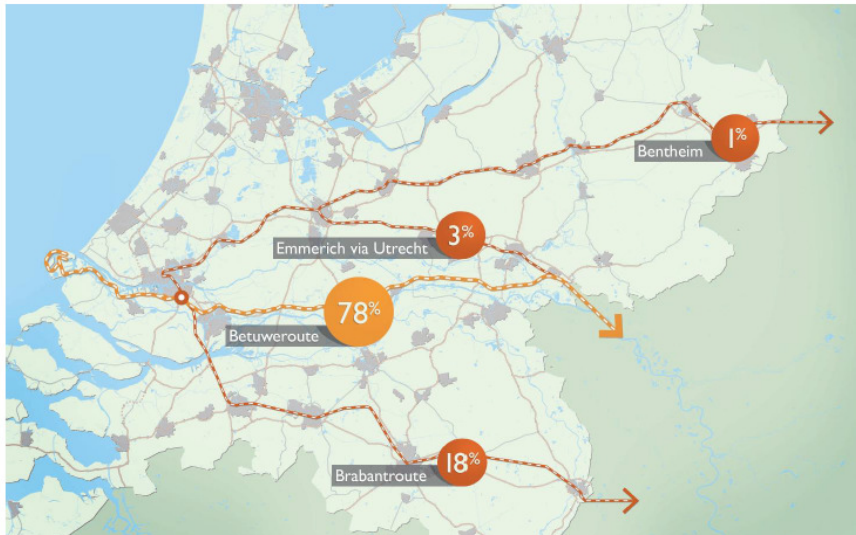 1%
Bentheim
3%
Emmerich via Utrecht
78%
Betuweroute
18%
Brabantroute